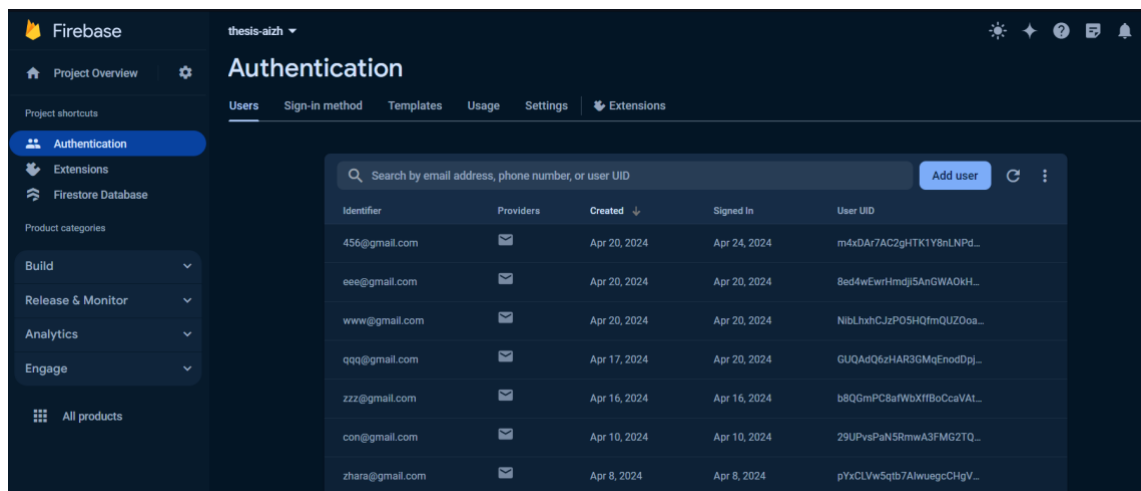 Firebase
Project Overview
Project shortcuts
Authentication
Extensions
Firestore Database
Product categories
Build
Release & Monitor
Analytics
Engage
All products
thesis-aizh
Authentication
Users Sign-in method Templates Usage Settings Extensions
Search by email address, phone number, or user UID Add user
Identifier Providers Created Signed In User UID
456@gmail.com Apr 20, 2024 Apr 24, 2024 m4xDAr7AC2gHTK1Y8nLNPd...
eee@gmail.com Apr 20, 2024 Apr 20, 2024 8ed4wEwrHmdji5AnGWAOkH...
www@gmail.com Apr 20, 2024 Apr 20, 2024 NibLhxhCJzPO5HQfmQUZOoa...
qqq@gmail.com Apr 17, 2024 Apr 20, 2024 GUQAdQ6zHAR3GMqEnodDpj...
zzz@gmail.com Apr 16, 2024 Apr 16, 2024 b8QGmPC8afWbXffBoCcaVAt...
con@gmail.com Apr 10, 2024 Apr 10, 2024 29UPvsPaN5RmwA3FMG2TQ...
zhara@gmail.com Apr 8, 2024 Apr 8, 2024 pYxCLVw5qtb7AlwuegcCHgV...